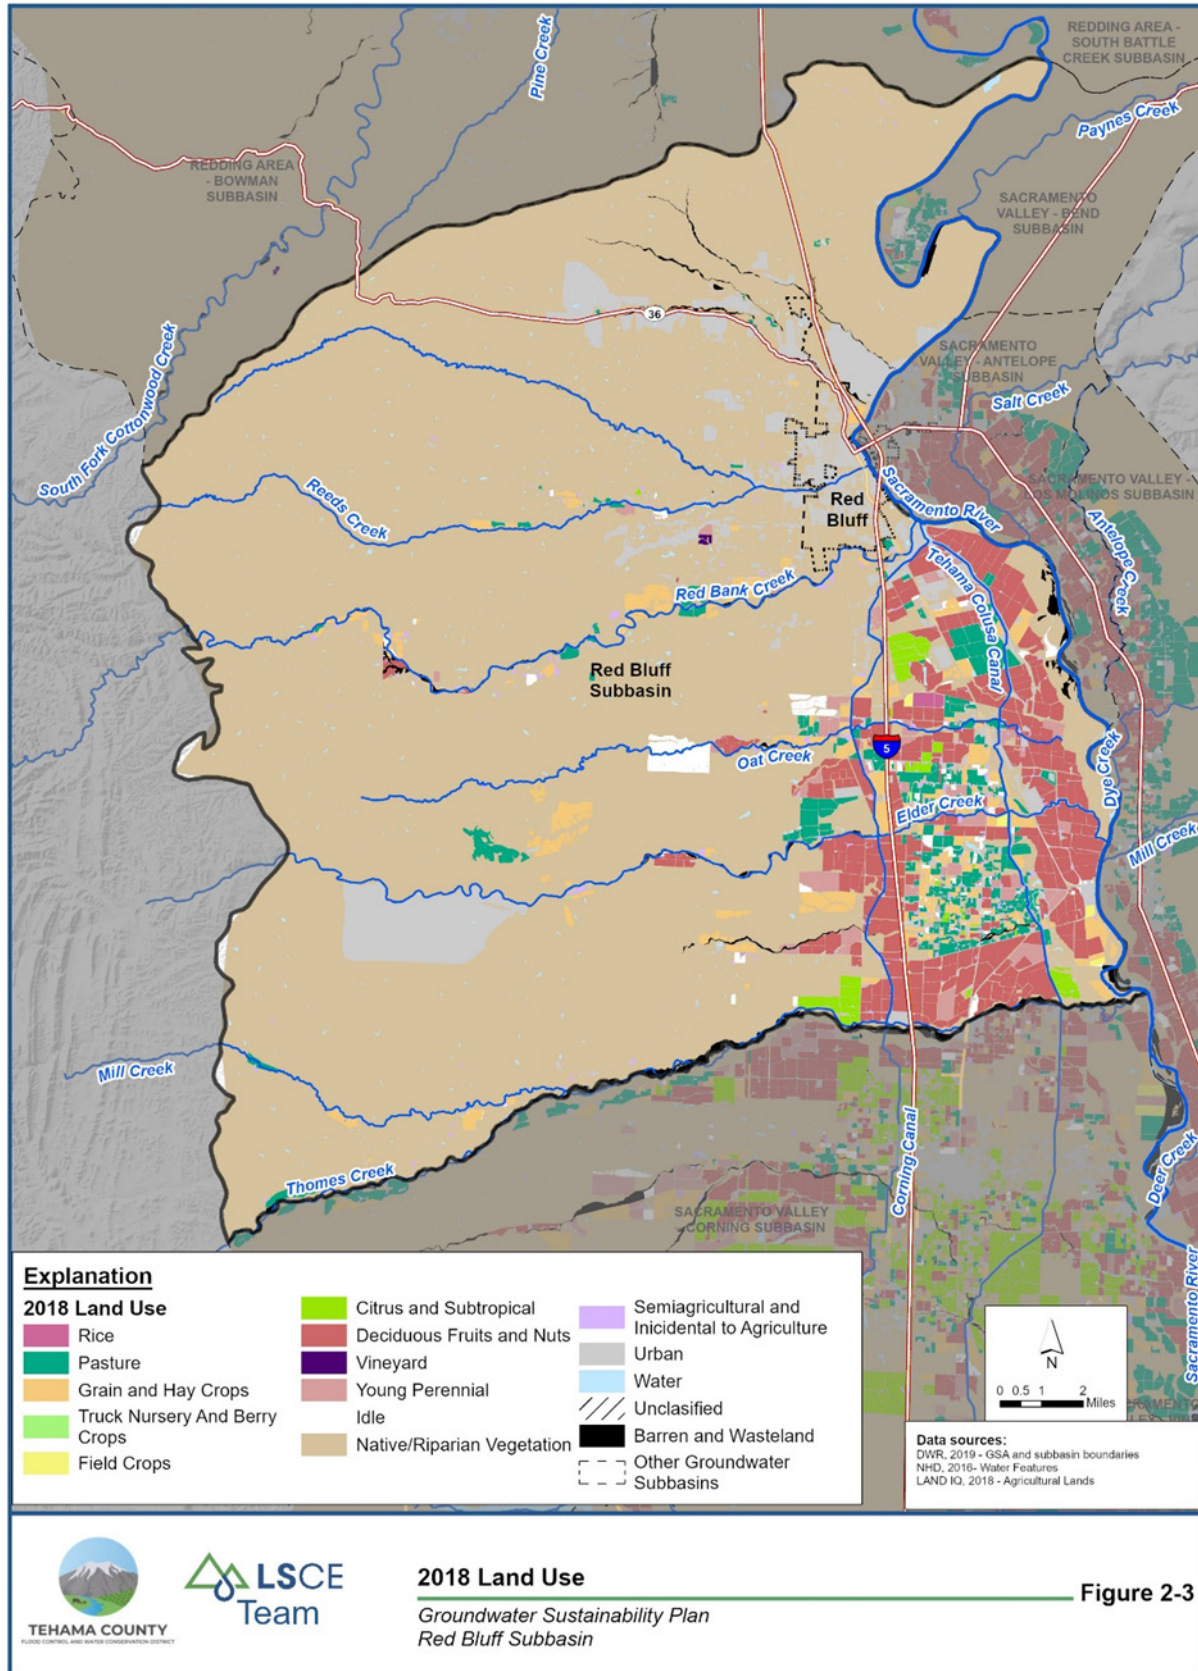 REDDING AREA -
SOUTH BATTLE
CREEK SUBBASIN
Pine Creek
Paynes Creek
REDDING AREA
- BOWMAN
SUBBASIN
SACRAMENTO
VALLEY - BEND
SUBBASIN
36
SACRAMENTO
VALLEY - ANTELOPE
SUBBASIN
South Fork Cottonwood Creek
Salt Creek
SACRAMENTO VALLEY -
LOS MOLINOS SUBBASIN
Reeds Creek
Red
Bluff
Sacramento River
Antelope Creek
Tehama Colusa Canal
Red Bank Creek
Red Bluff
Subbasin
5
Oat Creek
Dye Creek
Elder Creek
Mill Creek
Mill Creek
Thomes Creek
Corning Canal
Deer Creek
SACRAMENTO VALLEY
- CORNING SUBBASIN
Sacramento River
Explanation
2018 Land Use
Rice
Pasture
Grain and Hay Crops
Truck Nursery And Berry
Crops
Field Crops
Citrus and Subtropical
Deciduous Fruits and Nuts
Vineyard
Young Perennial
Idle
Native/Riparian Vegetation
Semiagricultural and
Inicidental to Agriculture
Urban
Water
Unclasified
Barren and Wasteland
Other Groundwater
Subbasins
N
0 0.5 1 2
Miles
Data sources:
DWR, 2019 - GSA and subbasin boundaries
NHD, 2016- Water Features
LAND IQ, 2018 - Agricultural Lands
TEHAMA COUNTY
FLOOD CONTROL AND WATER CONSERVATION DISTRICT
LSCE
Team
2018 Land Use
Groundwater Sustainability Plan
Red Bluff Subbasin
Figure 2-3